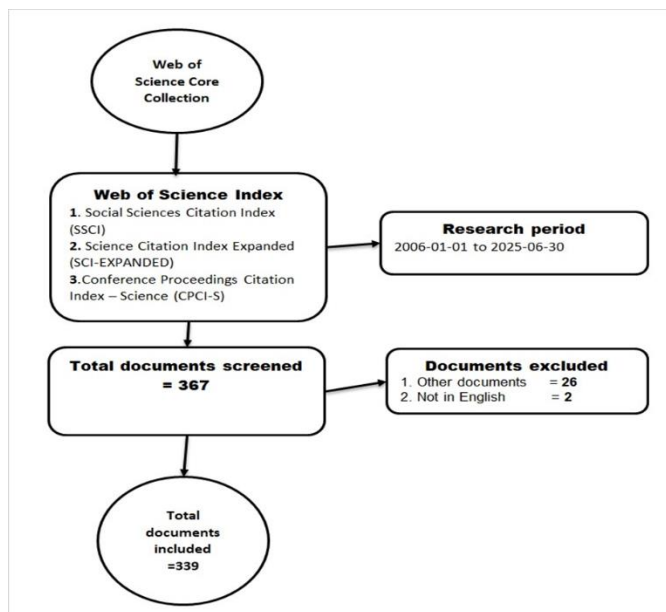 Web of
Science Core
Collection
Web of Science Index
1. Social Sciences Citation Index
(SSCI)
2. Science Citation Index Expanded
(SCI-EXPANDED)
3.Conference Proceedings Citation
Index – Science (CPCI-S)
Research period
2006-01-01 to 2025-06-30
Total documents screened
= 367
Documents excluded
1. Other documents = 26
2. Not in English = 2
Total
documents
included
=339